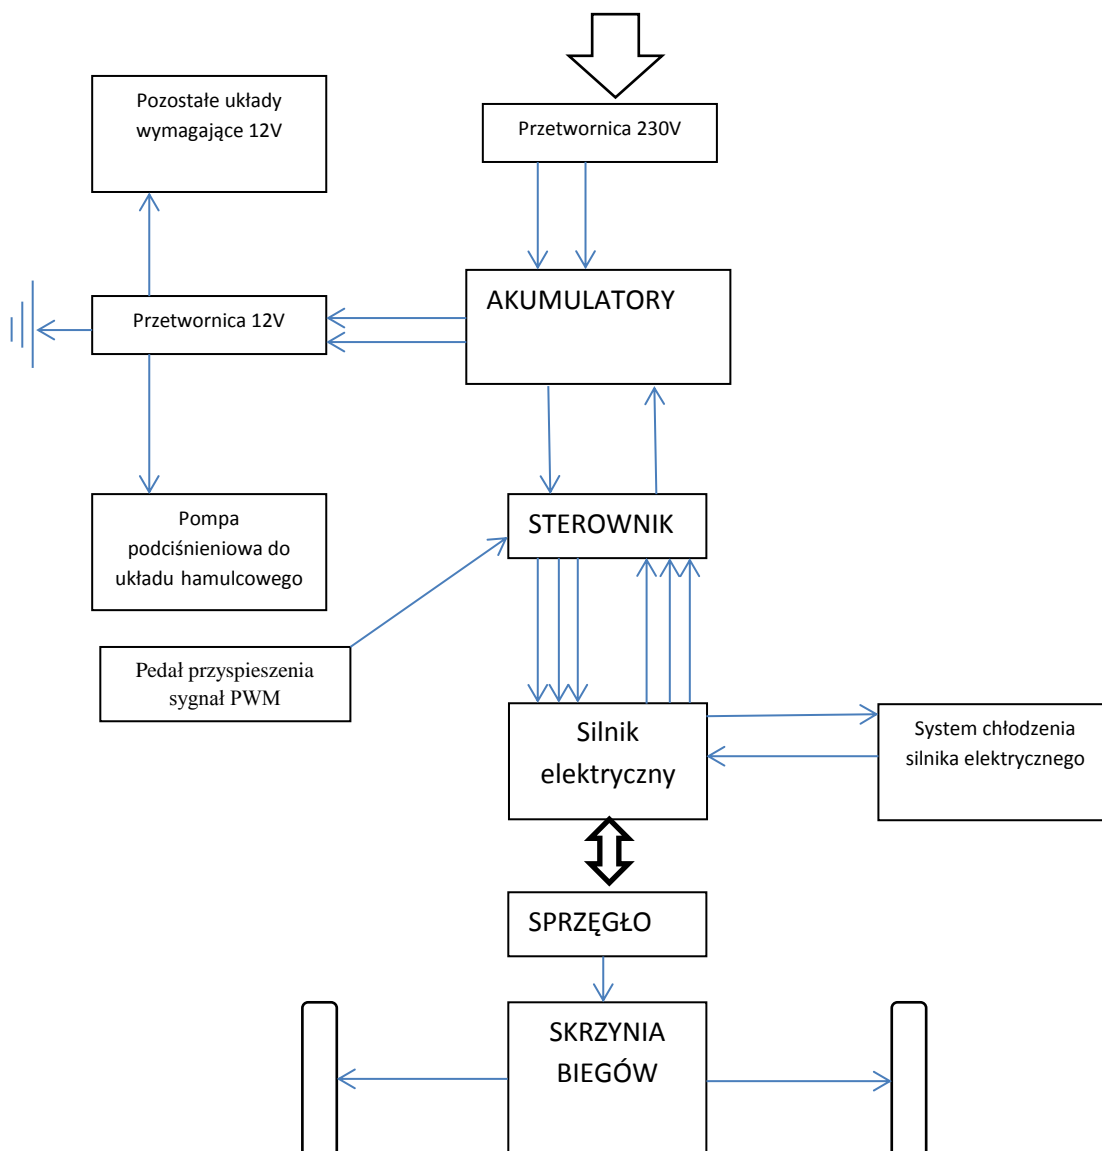 Pozostałe układy
wymagające 12V
Przetwornica 230V
AKUMULATORY
Przetwornica 12V
Pompa
podciśnieniowa do
układu hamulcowego
STEROWNIK
Pedał przyspieszenia
sygnał PWM
Silnik
elektryczny
System chłodzenia
silnika elektrycznego
SPRZĘGŁO
SKRZYNIA
BIEGÓW